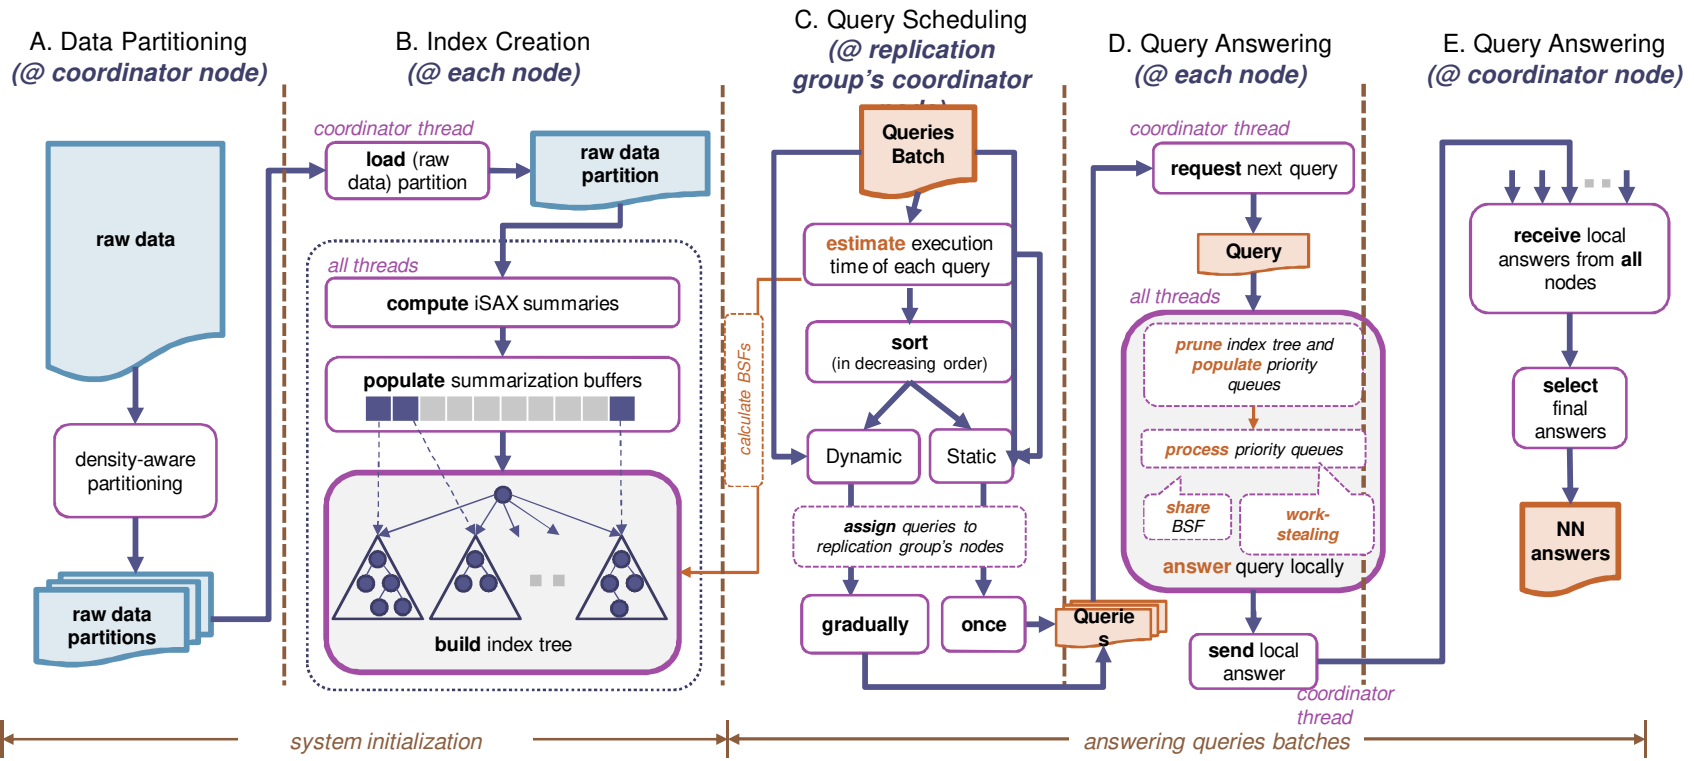 A. Data Partitioning
(@ coordinator node)
raw data
density-aware
partitioning
raw data
partitions
B. Index Creation
(@ each node)
coordinator thread
load (raw
data) partition
raw data
partition
all threads
compute iSAX summaries
populate summarization buffers
build index tree
calculate BSFs
C. Query Scheduling
(@ replication
group's coordinator
node)
Queries
Batch
estimate execution
time of each query
sort
(in decreasing order)
Dynamic
Static
assign queries to
replication group's nodes
gradually
once
Querie
s
D. Query Answering
(@ each node)
coordinator thread
request next query
Query
all threads
prune index tree and
populate priority
queues
process priority queues
share
BSF
work-
stealing
answer query locally
send local
answer
coordinator
thread
E. Query Answering
(@ coordinator node)
receive local
answers from all
nodes
select
final
answers
NN
answers
system initialization
answering queries batches